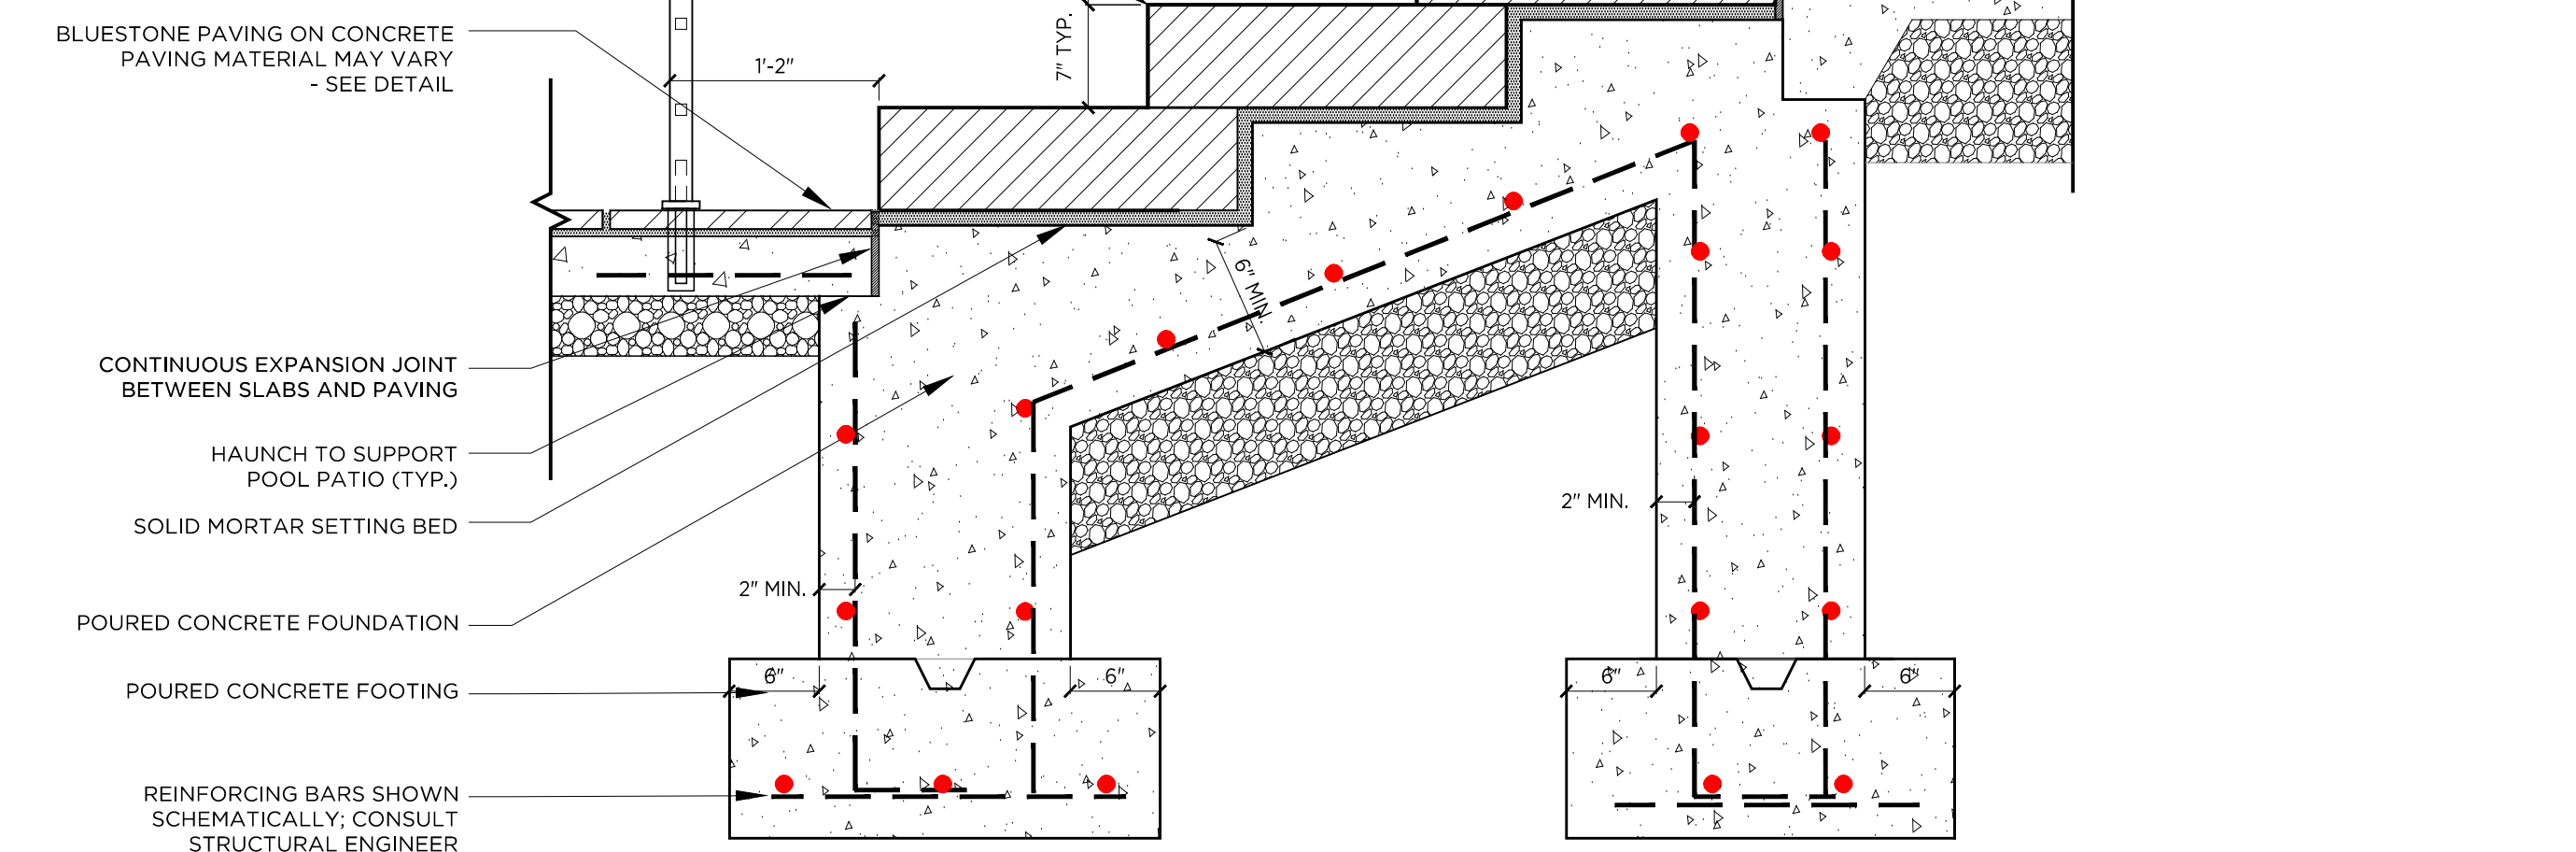 BLUESTONE PAVING ON CONCRETE
PAVING MATERIAL MAY VARY
- SEE DETAIL
1'-2"
7" TYP.
6" MIN.
CONTINUOUS EXPANSION JOINT
BETWEEN SLABS AND PAVING
HAUNCH TO SUPPORT
POOL PATIO (TYP.)
SOLID MORTAR SETTING BED
2" MIN.
2" MIN.
POURED CONCRETE FOUNDATION
6"
6"
6"
6"
POURED CONCRETE FOOTING
REINFORCING BARS SHOWN
SCHEMATICALLY; CONSULT
STRUCTURAL ENGINEER